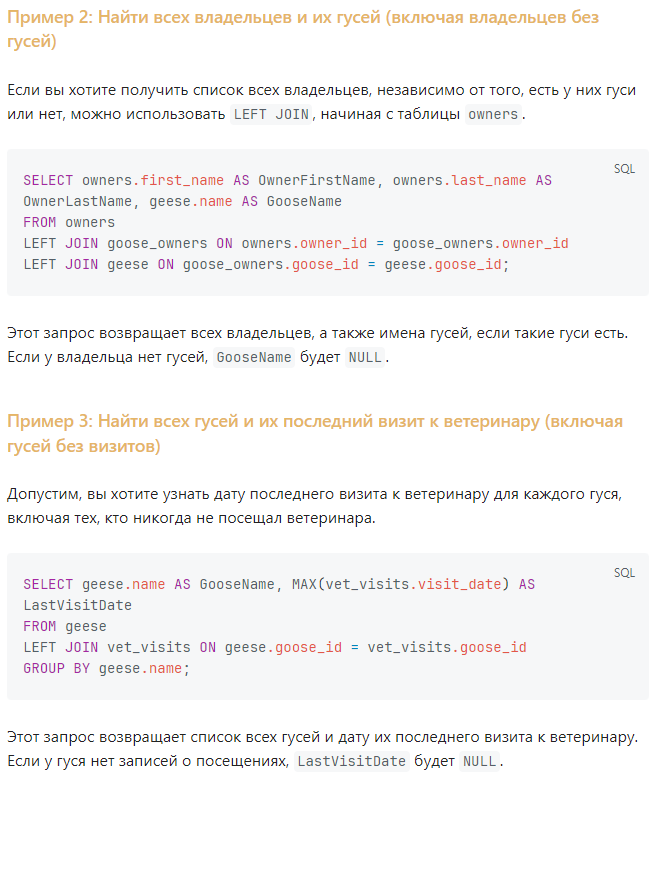 Пример 2: Найти всех владельцев и их гусей (включая владельцев без
гусей)
Если вы хотите получить список всех владельцев, независимо от того, есть у них гуси
или нет, можно использовать LEFT JOIN, начиная с таблицы owners.
SQL
SELECT owners.first_name AS OwnerFirstName, owners.last_name AS
OwnerLastName, geese.name AS GooseName
FROM owners
LEFT JOIN goose_owners ON owners.owner_id = goose_owners.owner_id
LEFT JOIN geese ON goose_owners.goose_id = geese.goose_id;
Этот запрос возвращает всех владельцев, а также имена гусей, если такие гуси есть.
Если у владельца нет гусей, GooseName будет NULL.
Пример 3: Найти всех гусей и их последний визит к ветеринару (включая
гусей без визитов)
Допустим, вы хотите узнать дату последнего визита к ветеринару для каждого гуся,
включая тех, кто никогда не посещал ветеринара.
SQL
SELECT geese.name AS GooseName, MAX(vet_visits.visit_date) AS
LastVisitDate
FROM geese
LEFT JOIN vet_visits ON geese.goose_id = vet_visits.goose_id
GROUP BY geese.name;
Этот запрос возвращает список всех гусей и дату их последнего визита к ветеринару.
Если у гуся нет записей о посещениях, LastVisitDate будет NULL.